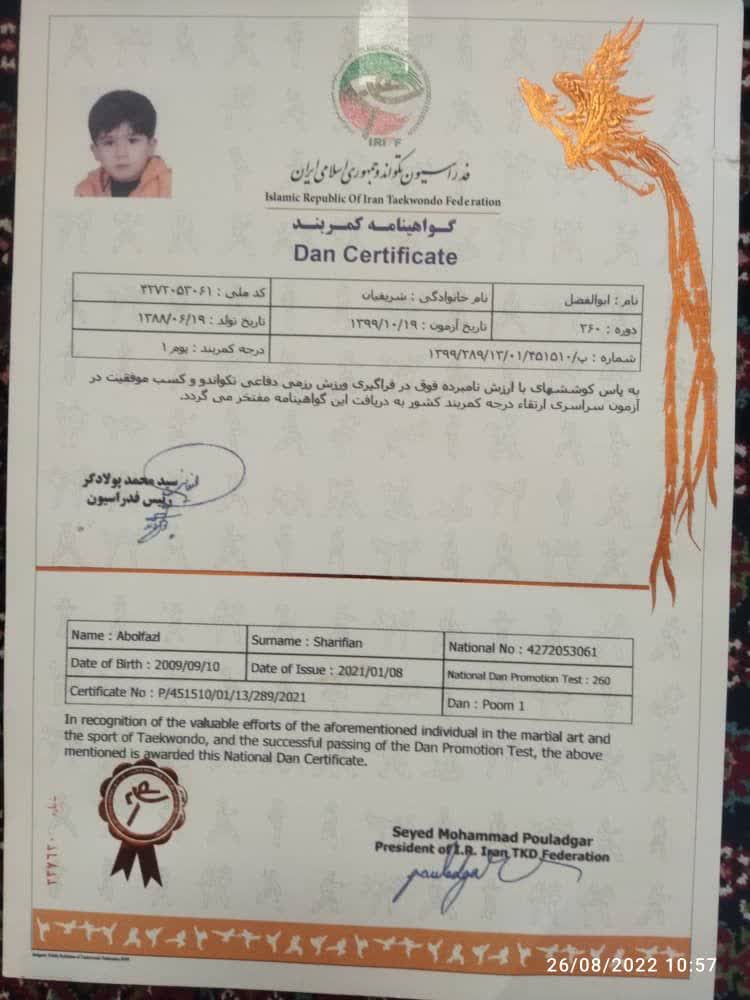 IRI F
فدراسیون تکواندو جمهوری اسلامی ایران
Islamic Republic Of Iran Taekwondo Federation
گواهینامه کمربند
Dan Certificate
نام : ابوالفضل نام خانوادگی : شریفیان کد ملی : ۴۲۷۲۰۵۳۰۶۱
دوره : ۲۶۰ تاریخ آزمون : ۱۳۹۹/۱۰/۱۹ تاریخ تولد : ۱۳۸۸/۰۶/۱۹
شماره : پ/۱۳۹۹/۲۸۹/۱۳/۰۱/۴۵۱۵۱۰ درجه کمربند : پوم ۱
به پاس کوششهای با ارزش نامبرده فوق در فراگیری ورزش رزمی دفاعی تکواندو و کسب موفقیت در
آزمون سراسری ارتقاء درجه کمربند کشور به دریافت این گواهینامه مفتخر می گردد.
سید محمد پولادگر
رئیس فدراسیون
Name : Abolfazl Surname : Sharifian National No : 4272053061
Date of Birth : 2009/09/10 Date of Issue : 2021/01/08 National Dan Promotion Test : 260
Certificate No : P/451510/01/13/289/2021 Dan : Poom 1
In recognition of the valuable efforts of the aforementioned individual in the martial art and
the sport of Taekwondo, and the successful passing of the Dan Promotion Test, the above
mentioned is awarded this National Dan Certificate.
Seyed Mohammad Pouladgar
President of I.R. Iran TKD Federation
pouladgar
26/08/2022 10:57